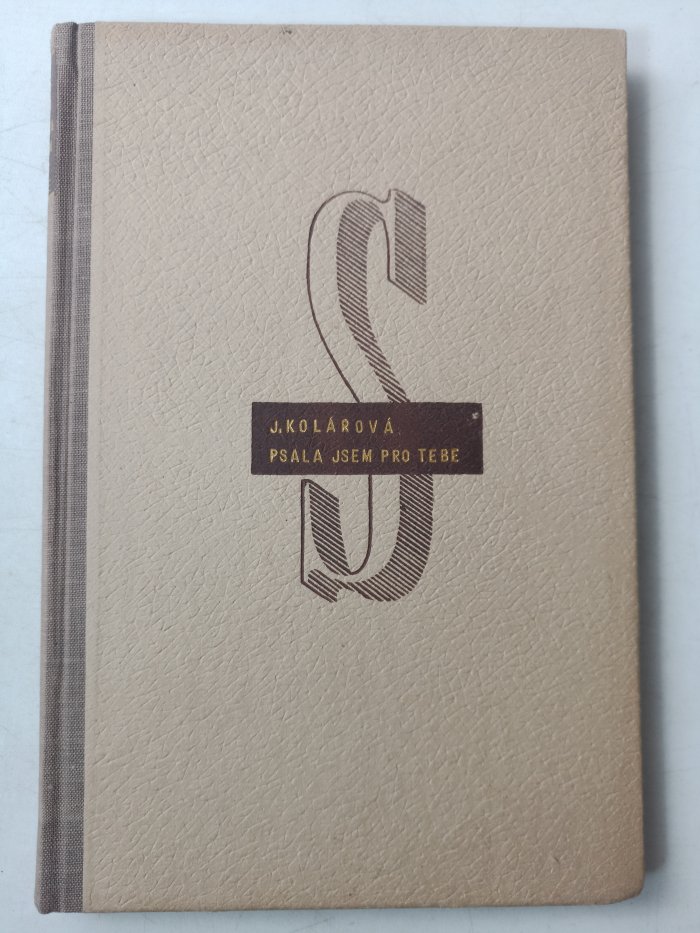 S
J. KOLÁROVÁ
PSALA JSEM PRO TEBE